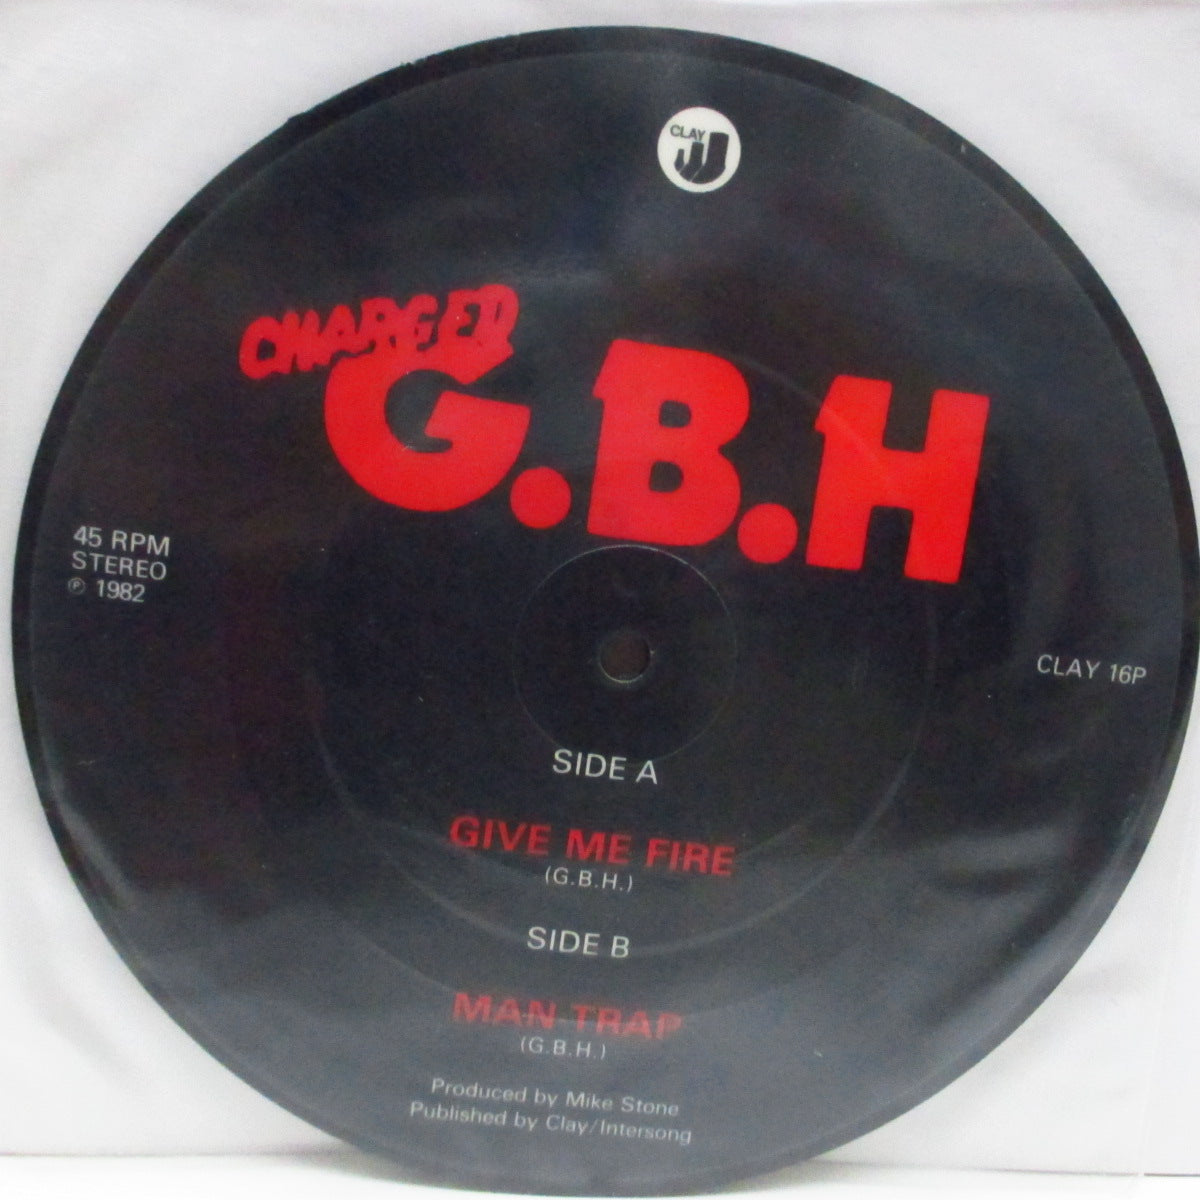 CLAY
CHARGED
G.B.H
45 RPM
STEREO
℗ 1982
CLAY 16P
SIDE A
GIVE ME FIRE
(G.B.H.)
SIDE B
MAN TRAP
(G.B.H.)
Produced by Mike Stone
Published by Clay/Intersong